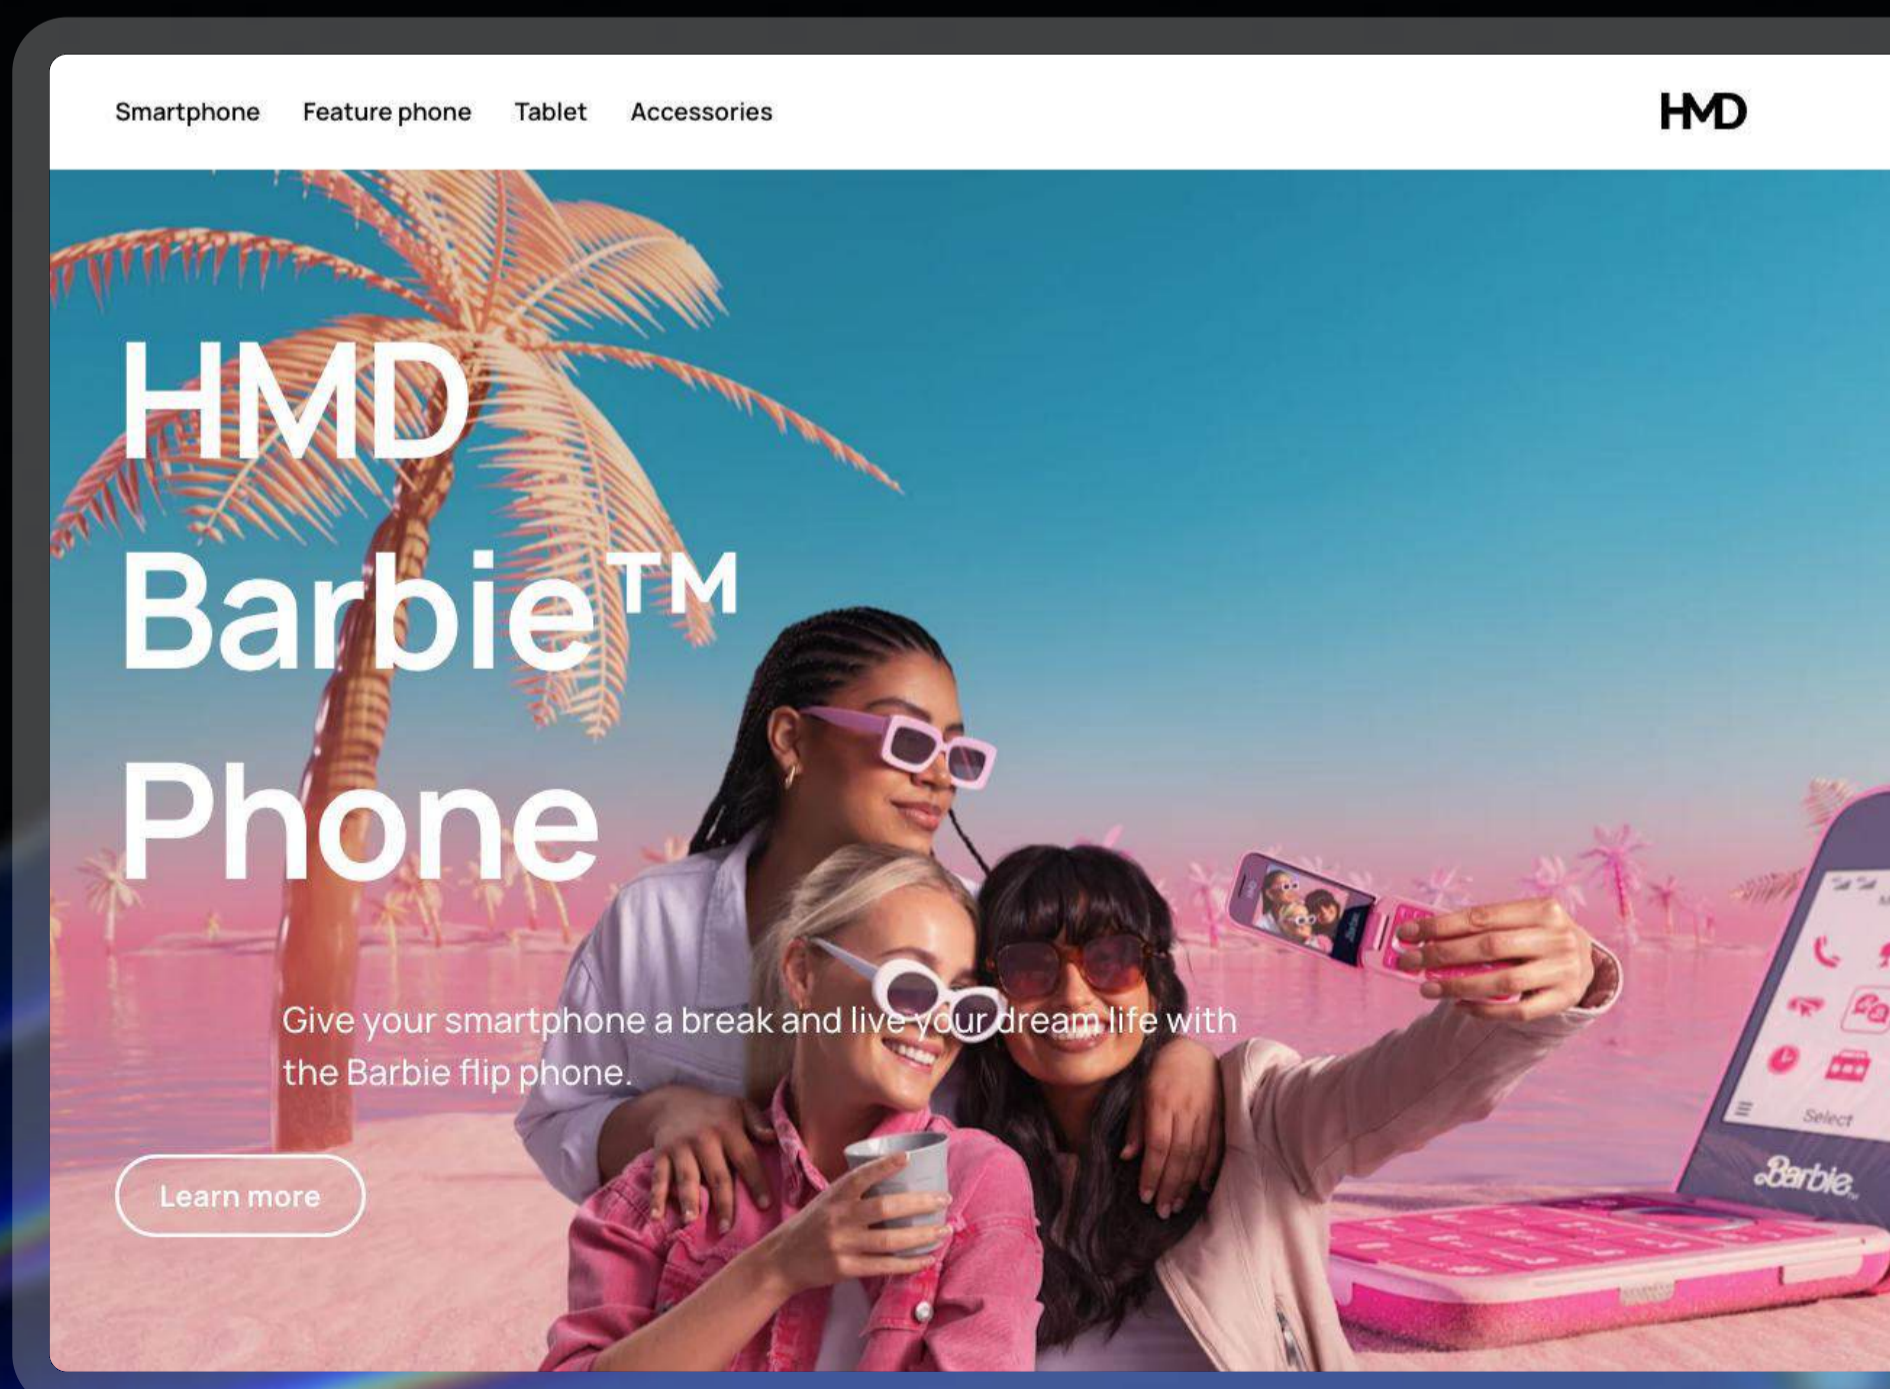 Smartphone Feature phone Tablet Accessories HMD
HMD
Barbie™
Phone
Give your smartphone a break and live your dream life with
the Barbie flip phone.
Learn more
Select
Barbie